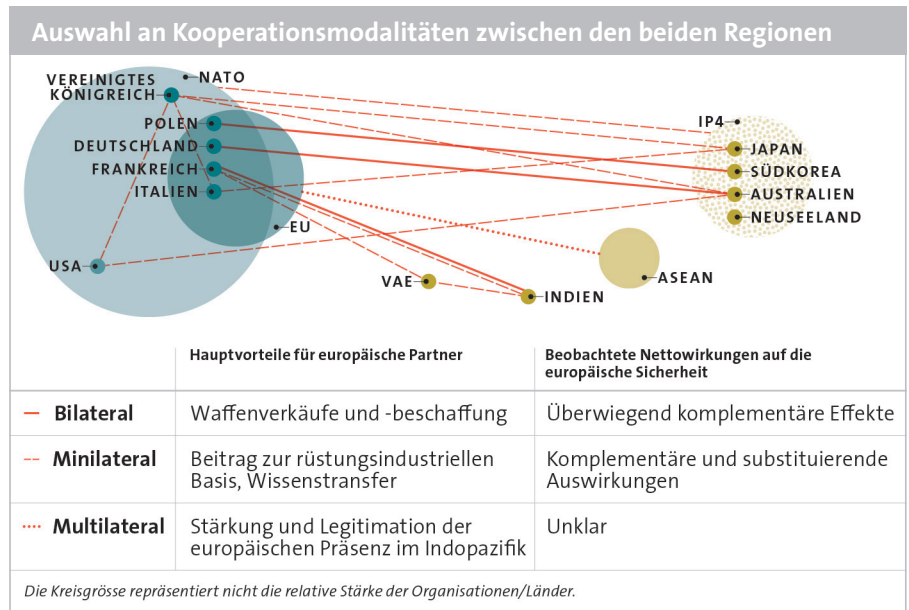 Auswahl an Kooperationsmodalitäten zwischen den beiden Regionen
VEREINIGTES
KÖNIGREICH
NATO
POLEN
DEUTSCHLAND
FRANKREICH
ITALIEN
EU
USA
IP4
JAPAN
SÜDKOREA
AUSTRALIEN
NEUSEELAND
VAE
INDIEN
ASEAN
Hauptvorteile für europäische Partner
Beobachtete Nettowirkungen auf die
europäische Sicherheit
Bilateral
Waffenverkäufe und -beschaffung
Überwiegend komplementäre Effekte
Minilateral
Beitrag zur rüstungsindustriellen
Basis, Wissenstransfer
Komplementäre und substituierende
Auswirkungen
Multilateral
Stärkung und Legitimation der
europäischen Präsenz im Indopazifik
Unklar
Die Kreisgrösse repräsentiert nicht die relative Stärke der Organisationen/Länder.